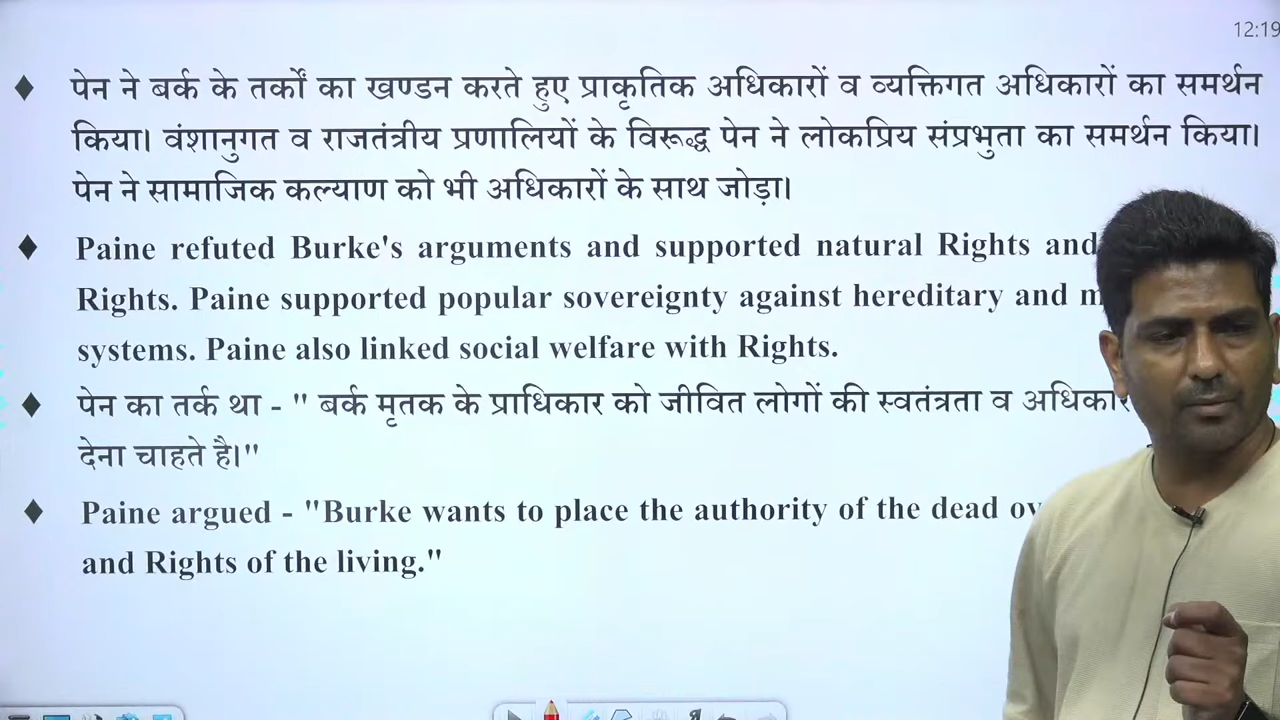 12:19
♦ पेन ने बर्क के तर्कों का खण्डन करते हुए प्राकृतिक अधिकारों व व्यक्तिगत अधिकारों का समर्थन
किया। वंशानुगत व राजतंत्रीय प्रणालियों के विरूद्ध पेन ने लोकप्रिय संप्रभुता का समर्थन किया।
पेन ने सामाजिक कल्याण को भी अधिकारों के साथ जोड़ा।
♦ Paine refuted Burke's arguments and supported natural Rights and
Rights. Paine supported popular sovereignty against hereditary and
systems. Paine also linked social welfare with Rights.
♦ पेन का तर्क था - " बर्क मृतक के प्राधिकार को जीवित लोगों की स्वतंत्रता व
देना चाहते है।"
♦ Paine argued - "Burke wants to place the authority of the dead
and Rights of the living."